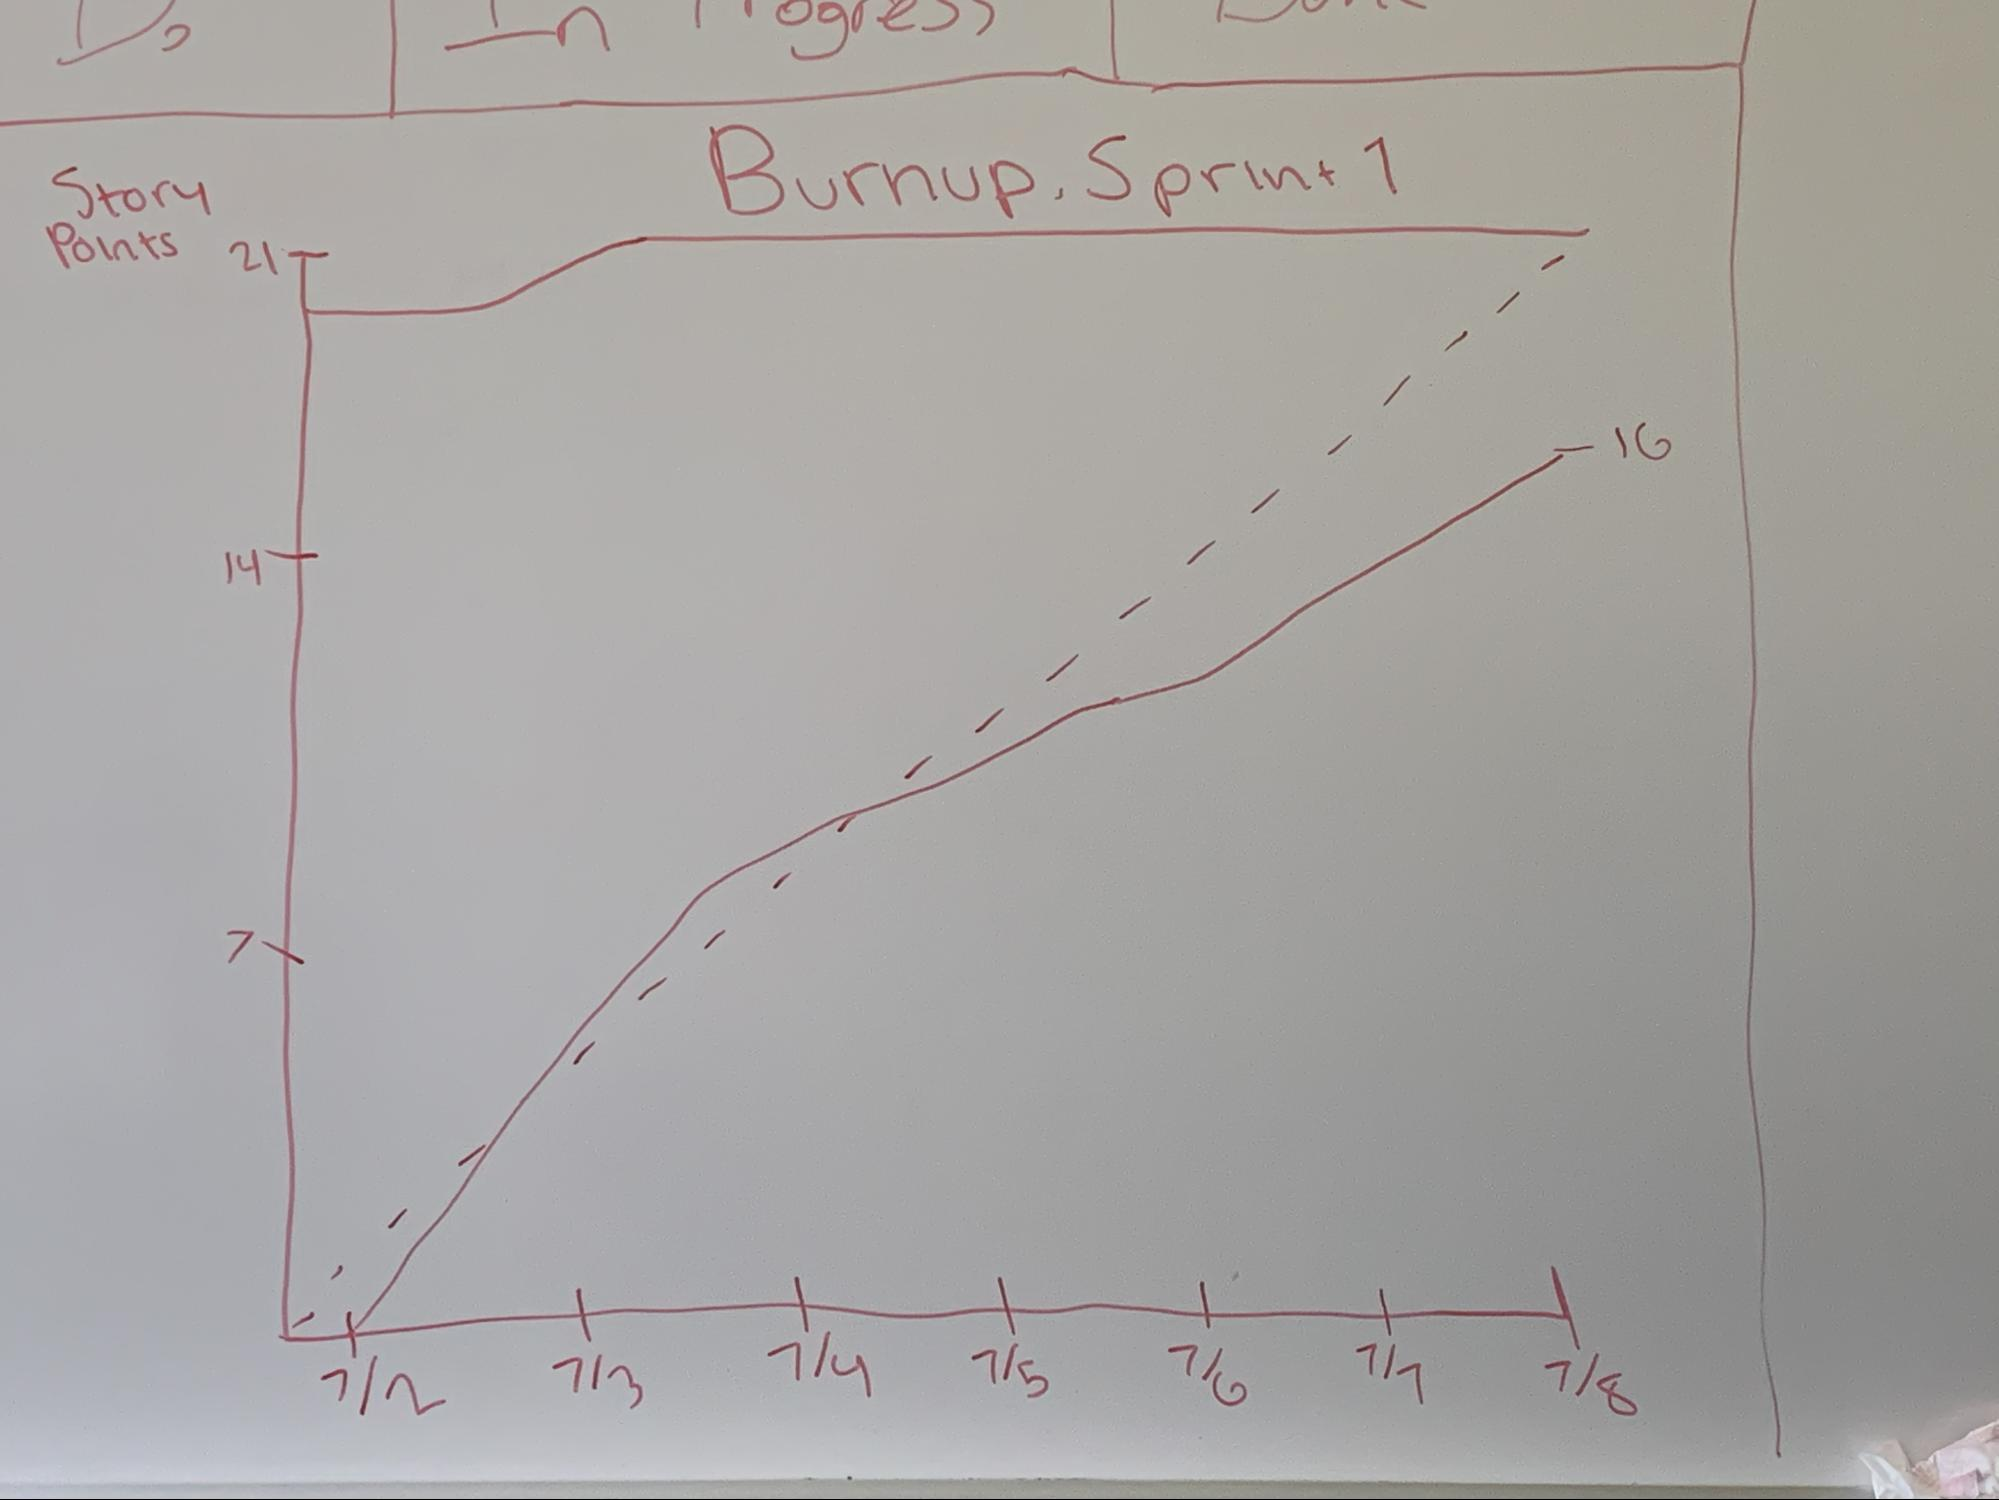 In Progress
Burnup, Sprint 1
Story
Points
21
14
7
16
7/2 7/3 7/4 7/5 7/6 7/7 7/8